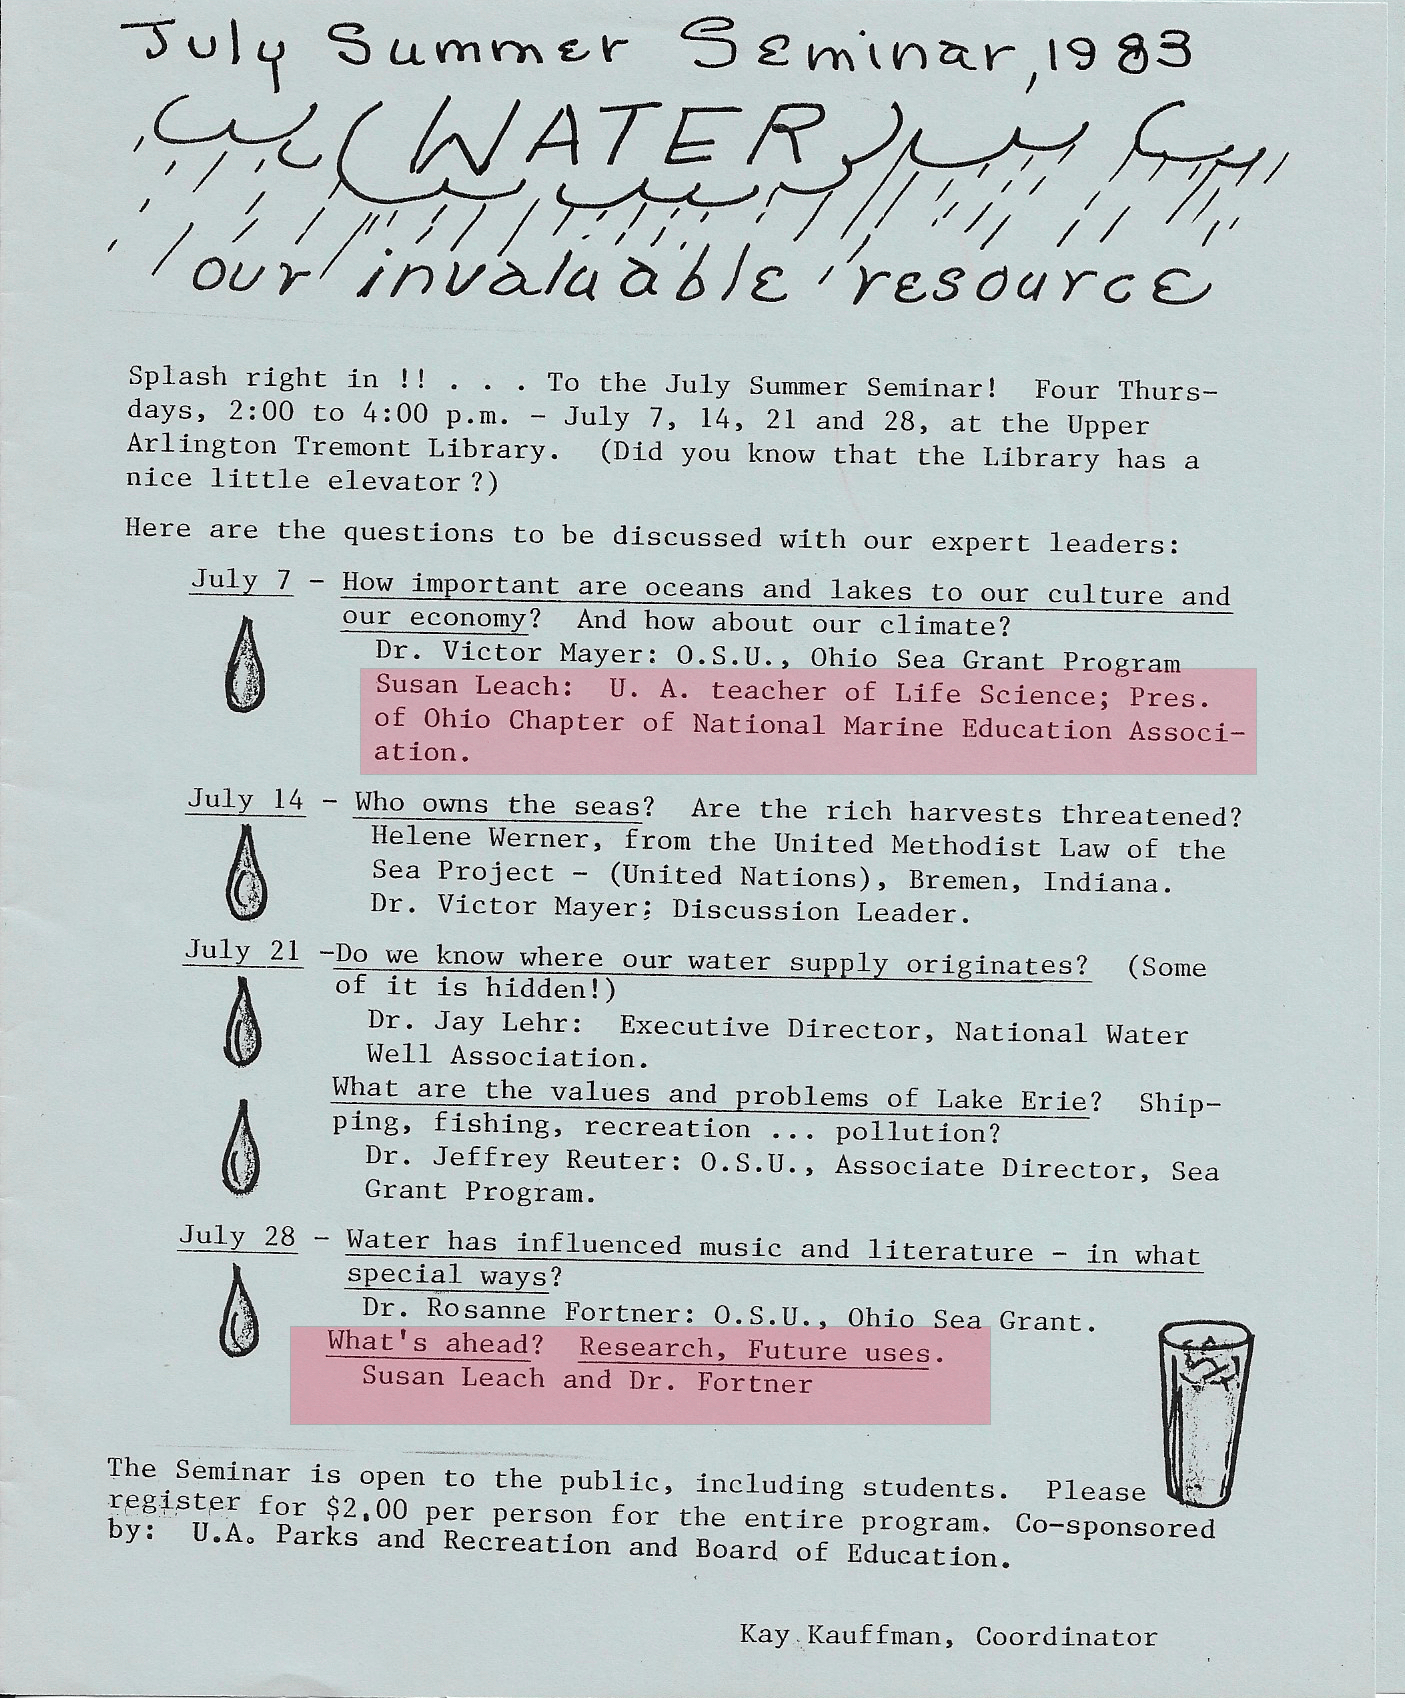 July Summer Seminar, 1983
WATER
our invaluable resource
Splash right in !! . . . To the July Summer Seminar! Four Thurs-
days, 2:00 to 4:00 p.m. - July 7, 14, 21 and 28, at the Upper
Arlington Tremont Library. (Did you know that the Library has a
nice little elevator?)
Here are the questions to be discussed with our expert leaders:
July 7 - How important are oceans and lakes to our culture and
our economy? And how about our climate?
Dr. Victor Mayer: O.S.U., Ohio Sea Grant Program
Susan Leach: U. A. teacher of Life Science; Pres.
of Ohio Chapter of National Marine Education Associ-
ation.
July 14 - Who owns the seas? Are the rich harvests threatened?
Helene Werner, from the United Methodist Law of the
Sea Project - (United Nations), Bremen, Indiana.
Dr. Victor Mayer: Discussion Leader.
July 21 -Do we know where our water supply originates? (Some
of it is hidden!)
Dr. Jay Lehr: Executive Director, National Water
Well Association.
What are the values and problems of Lake Erie? Ship-
ping, fishing, recreation ... pollution?
Dr. Jeffrey Reuter: O.S.U., Associate Director, Sea
Grant Program.
July 28 - Water has influenced music and literature - in what
special ways?
Dr. Rosanne Fortner: O.S.U., Ohio Sea Grant.
What's ahead? Research, Future uses.
Susan Leach and Dr. Fortner
The Seminar is open to the public, including students. Please
register for $2.00 per person for the entire program. Co-sponsored
by: U.A. Parks and Recreation and Board of Education.
Kay Kauffman, Coordinator